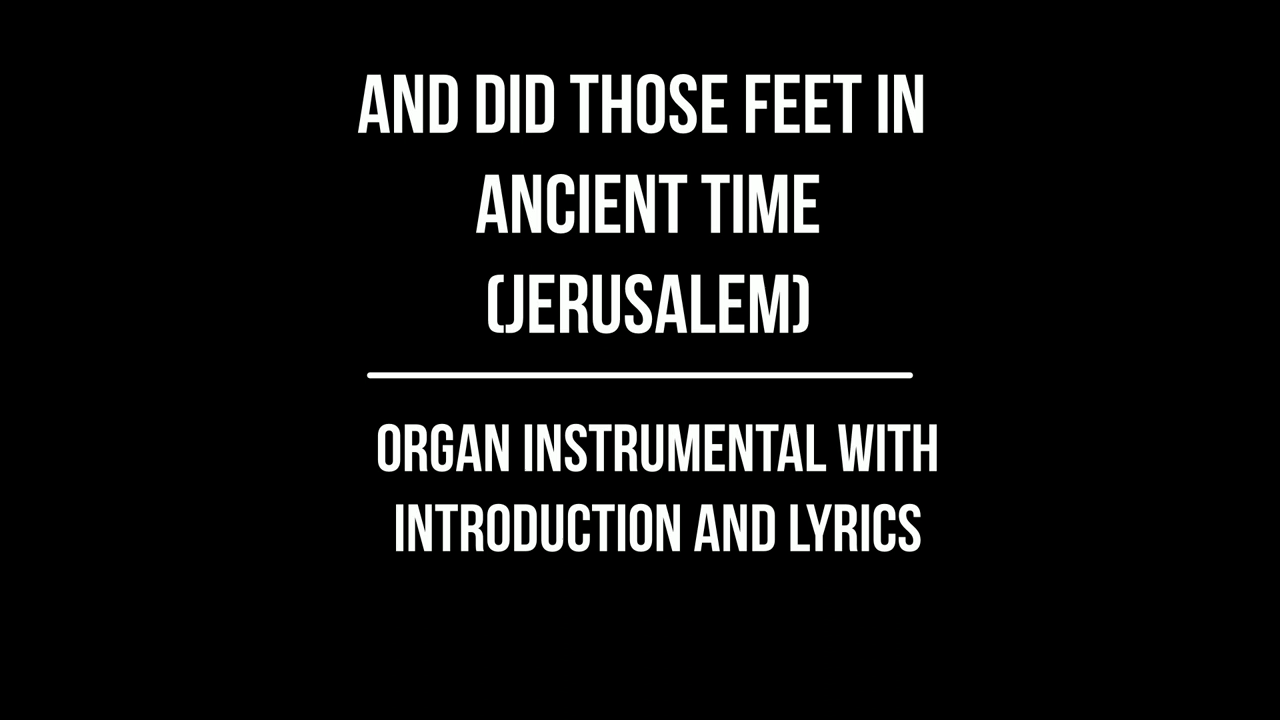 AND DID THOSE FEET IN
ANCIENT TIME
(JERUSALEM)
ORGAN INSTRUMENTAL WITH
INTRODUCTION AND LYRICS